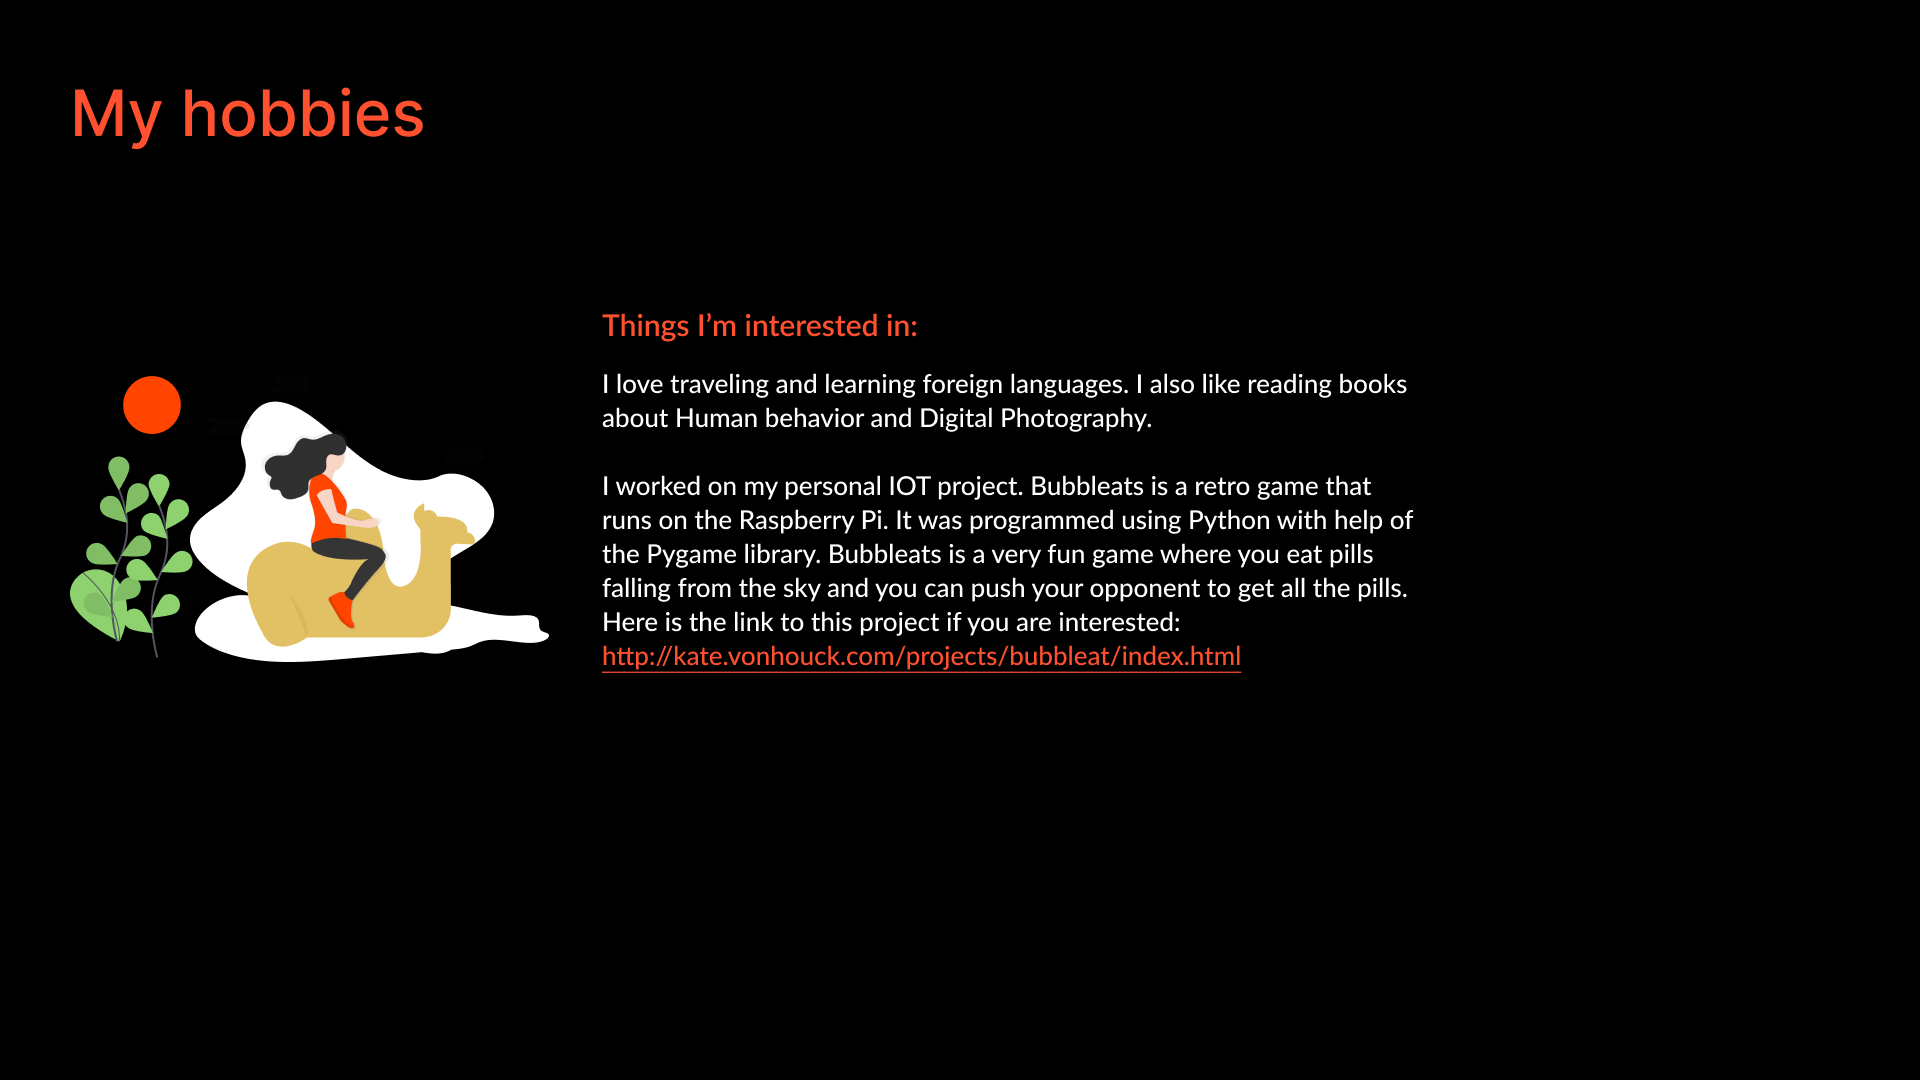 My hobbies
Things I’m interested in:
I love traveling and learning foreign languages. I also like reading books
about Human behavior and Digital Photography.
I worked on my personal IOT project. Bubbleats is a retro game that
runs on the Raspberry Pi. It was programmed using Python with help of
the Pygame library. Bubbleats is a very fun game where you eat pills
falling from the sky and you can push your opponent to get all the pills.
Here is the link to this project if you are interested:
http://kate.vonhouck.com/projects/bubbleat/index.html